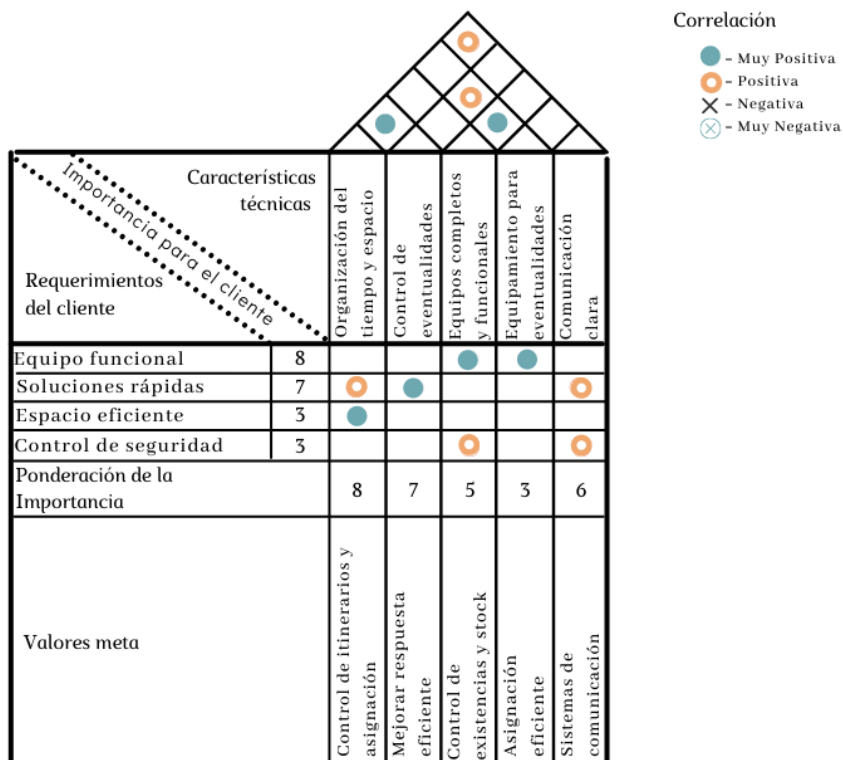 Correlación
- Muy Positiva
- Positiva
- Negativa
- Muy Negativa
Características
técnicas
Importancia para el cliente
Requerimientos
del cliente
Organización del
tiempo y espacio
Control de
eventualidades
Equipos completos
y funcionales
Equipamiento para
eventualidades
Comunicación
clara
Equipo funcional 8
Soluciones rápidas 7
Espacio eficiente 3
Control de seguridad 3
Ponderación de la
Importancia
8 7 5 3 6
Valores meta
Control de itinerarios y
asignación
Mejorar respuesta
eficiente
Control de
existencias y stock
Asignación
eficiente
Sistemas de
comunicación